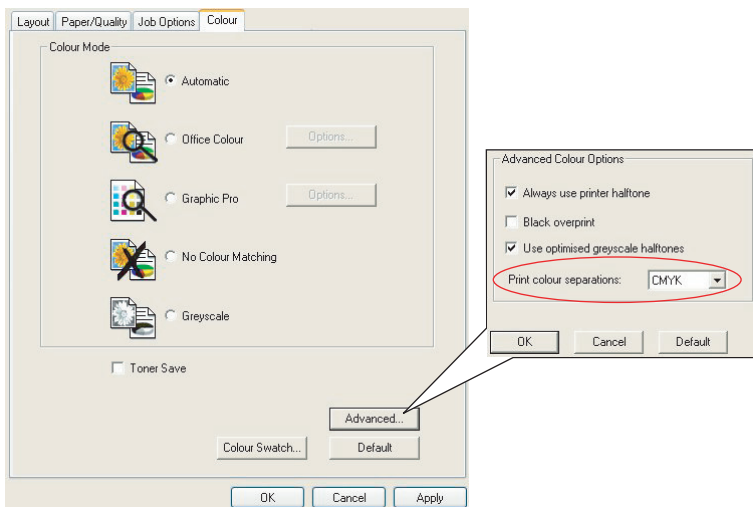 Layout Paper/Quality Job Options Colour
Colour Mode
Automatic
Office Colour Options...
Graphic Pro Options...
No Colour Matching
Greyscale
Toner Save
Advanced...
Colour Swatch... Default
OK Cancel Apply
Advanced Colour Options
Always use printer halftone
Black overprint
Use optimised greyscale halftones
Print colour separations: CMYK
OK Cancel Default